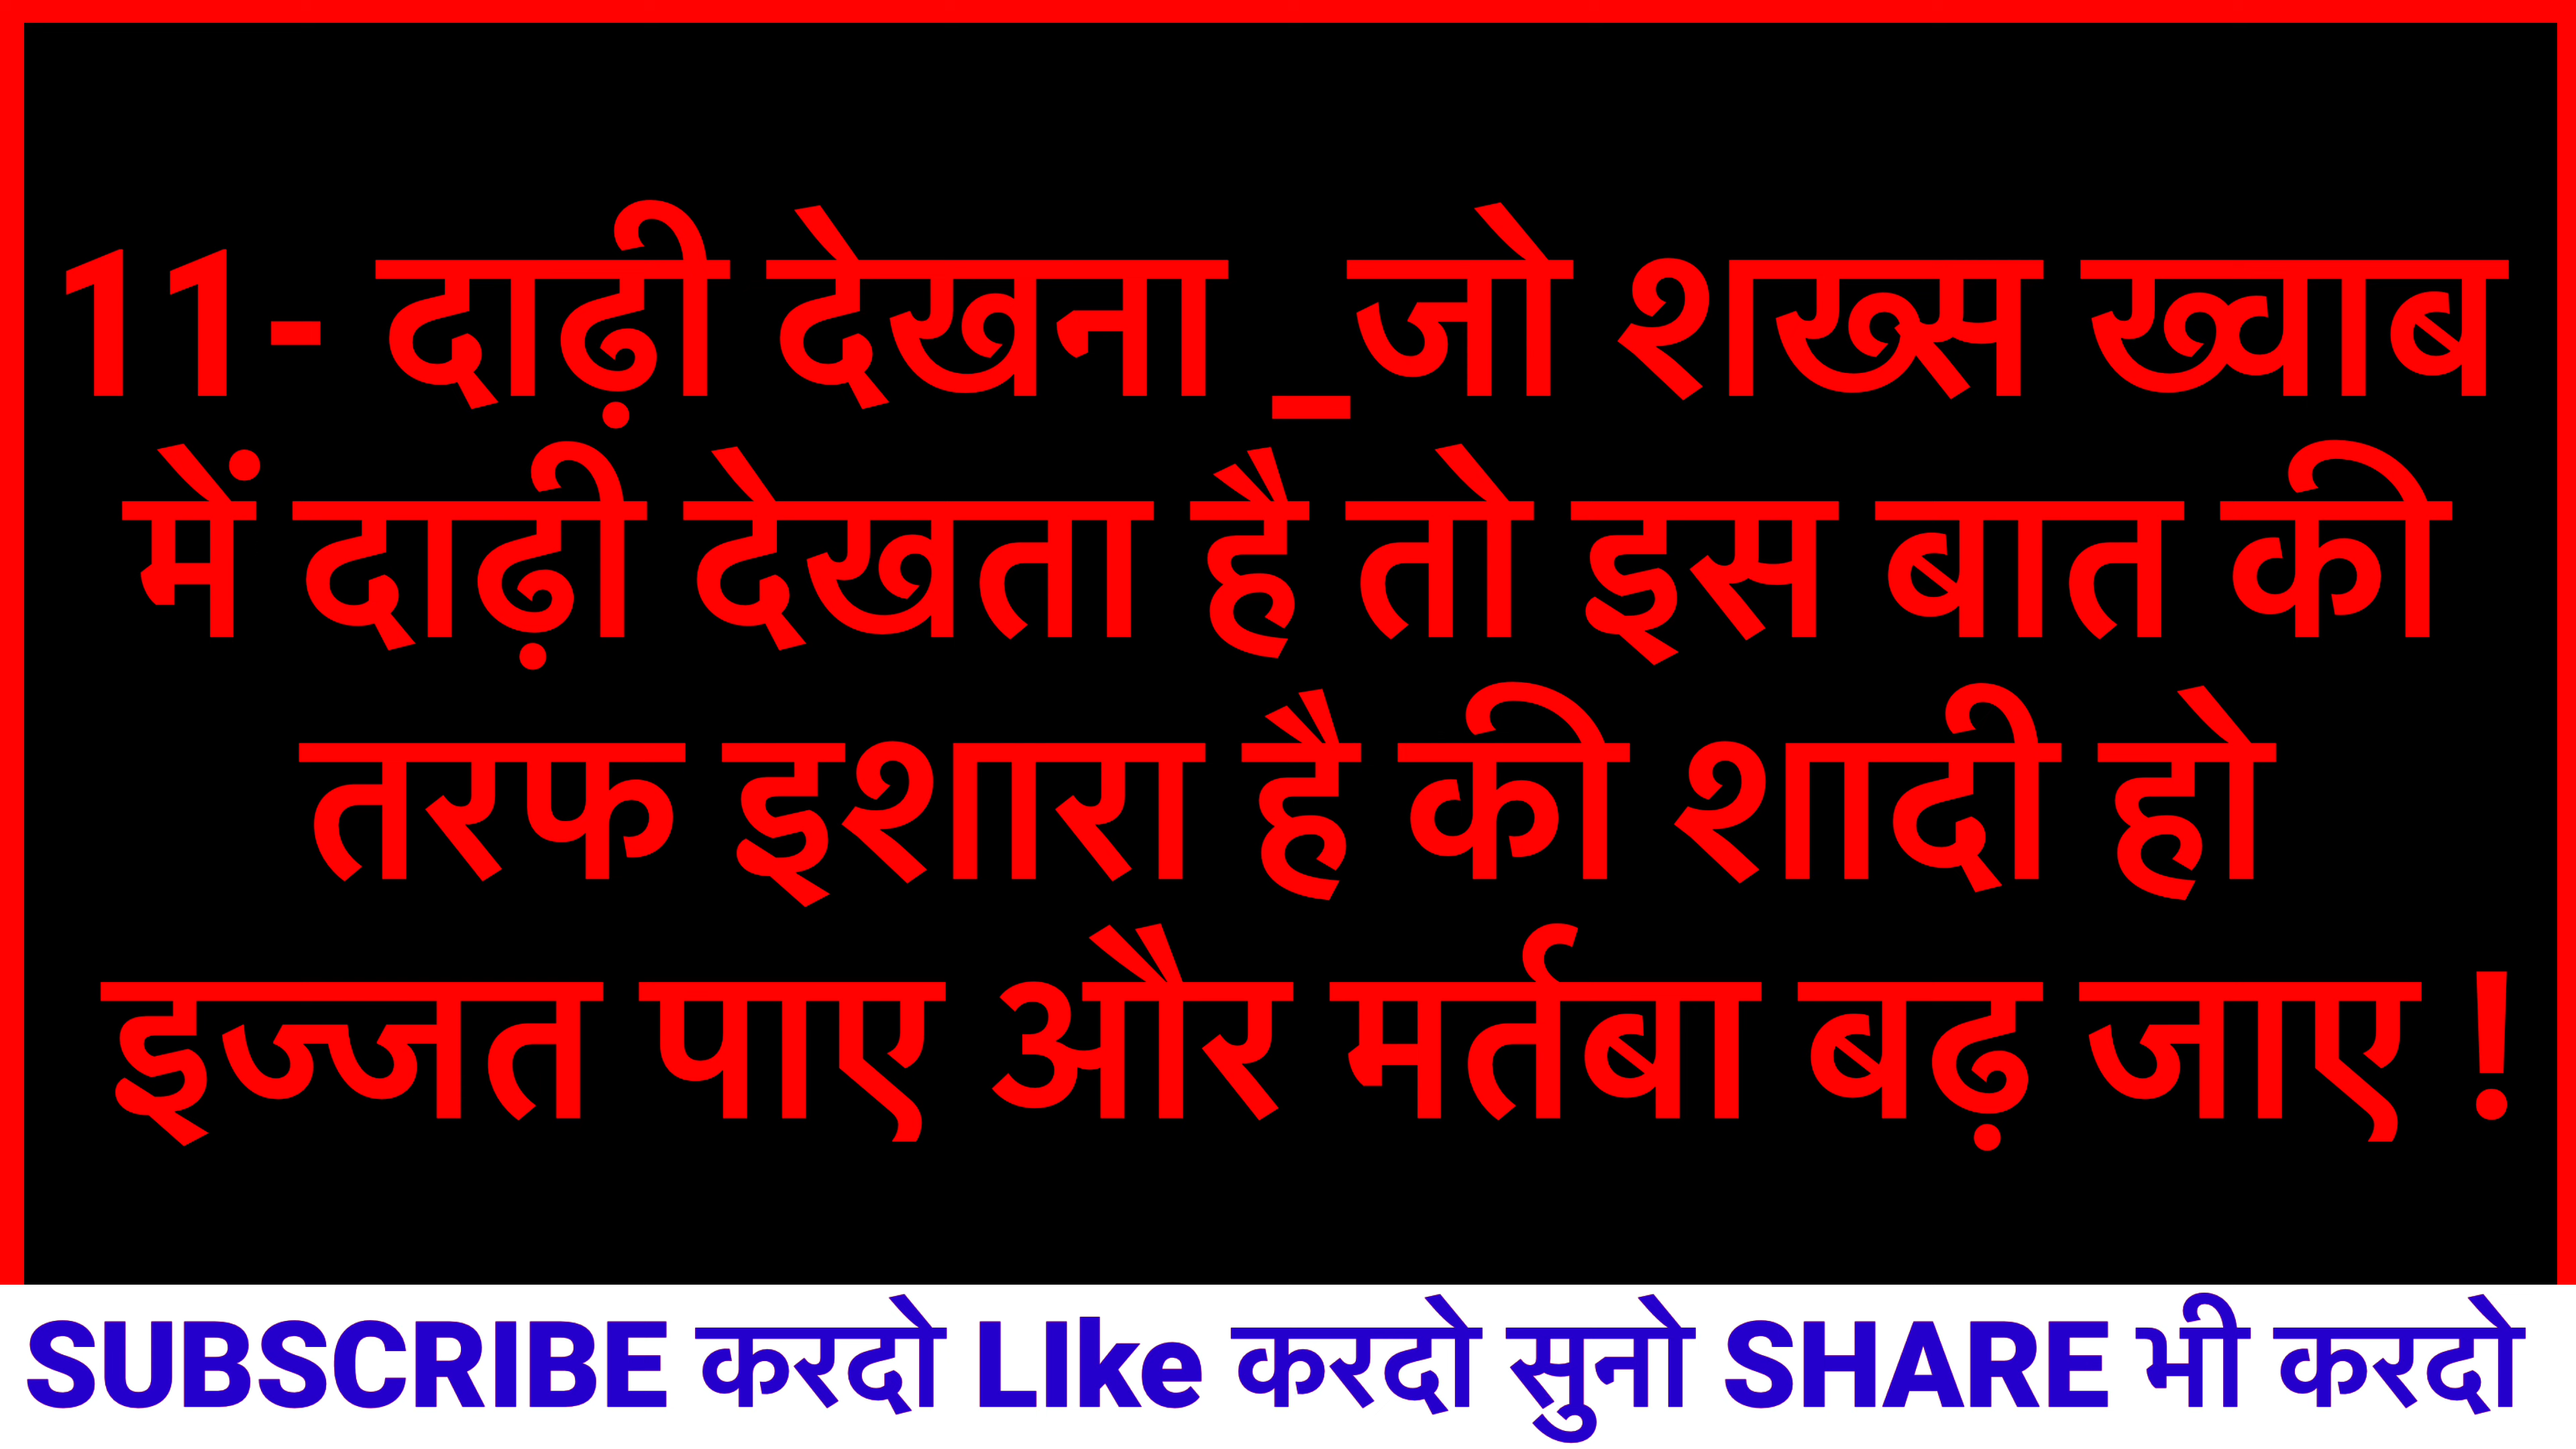 11- दाढ़ी देखना _जो शख्स ख्वाब
में दाढ़ी देखता है तो इस बात की
तरफ इशारा है की शादी हो
इज्जत पाए और मर्तबा बढ़ जाए !
SUBSCRIBE करदो LIke करदो सुनो SHARE भी करदो